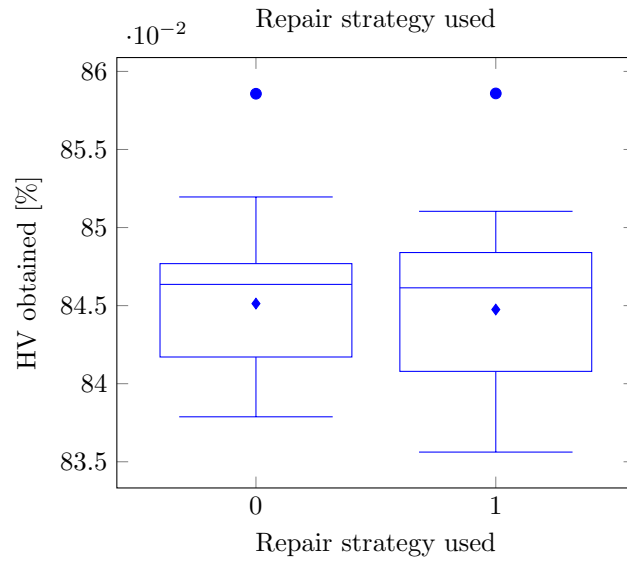 Repair strategy used
·10⁻²
86
85.5
85
84.5
84
83.5
HV obtained [%]
0 1
Repair strategy used